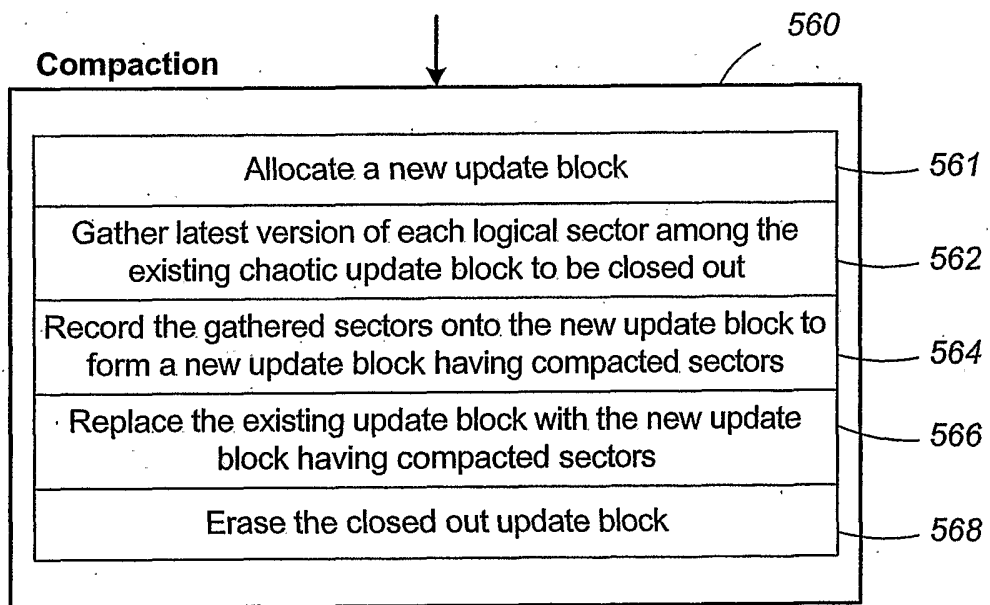 560
Compaction
Allocate a new update block
561
Gather latest version of each logical sector among the
existing chaotic update block to be closed out
562
Record the gathered sectors onto the new update block to
form a new update block having compacted sectors
564
Replace the existing update block with the new update
block having compacted sectors
566
Erase the closed out update block
568